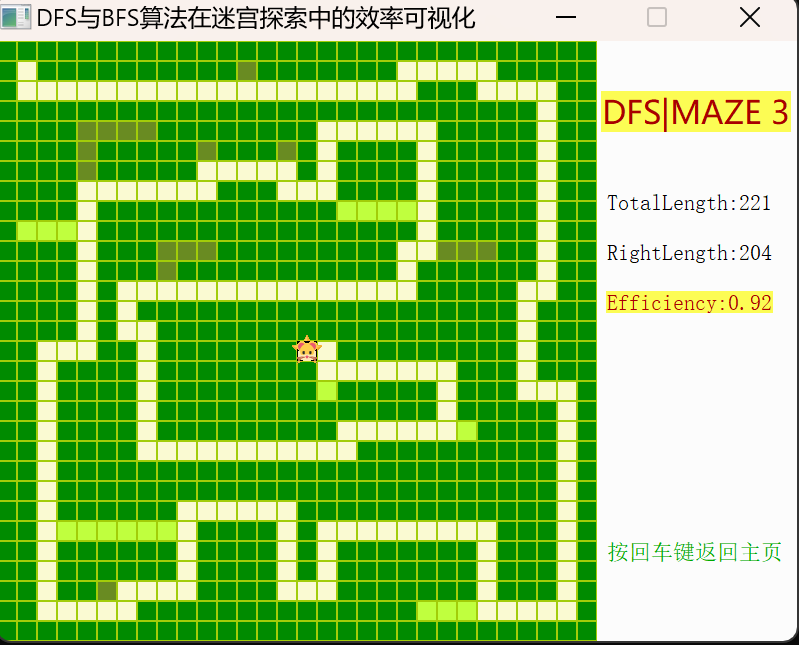 DFS与BFS算法在迷宫探索中的效率可视化
DFS|MAZE 3
TotalLength:221
RightLength:204
Efficiency:0.92
按回车键返回主页